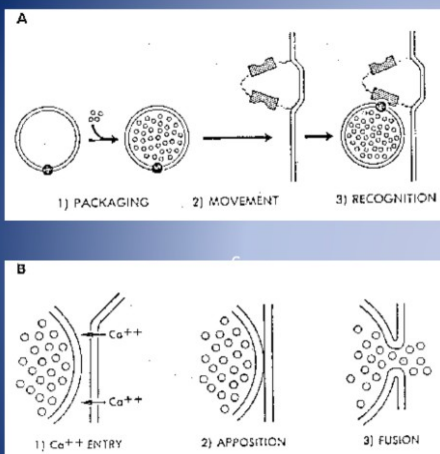 A
1) PACKAGING 2) MOVEMENT 3) RECOGNITION
B
Ca++
Ca++
1) Ca++ ENTRY 2) APPOSITION 3) FUSION